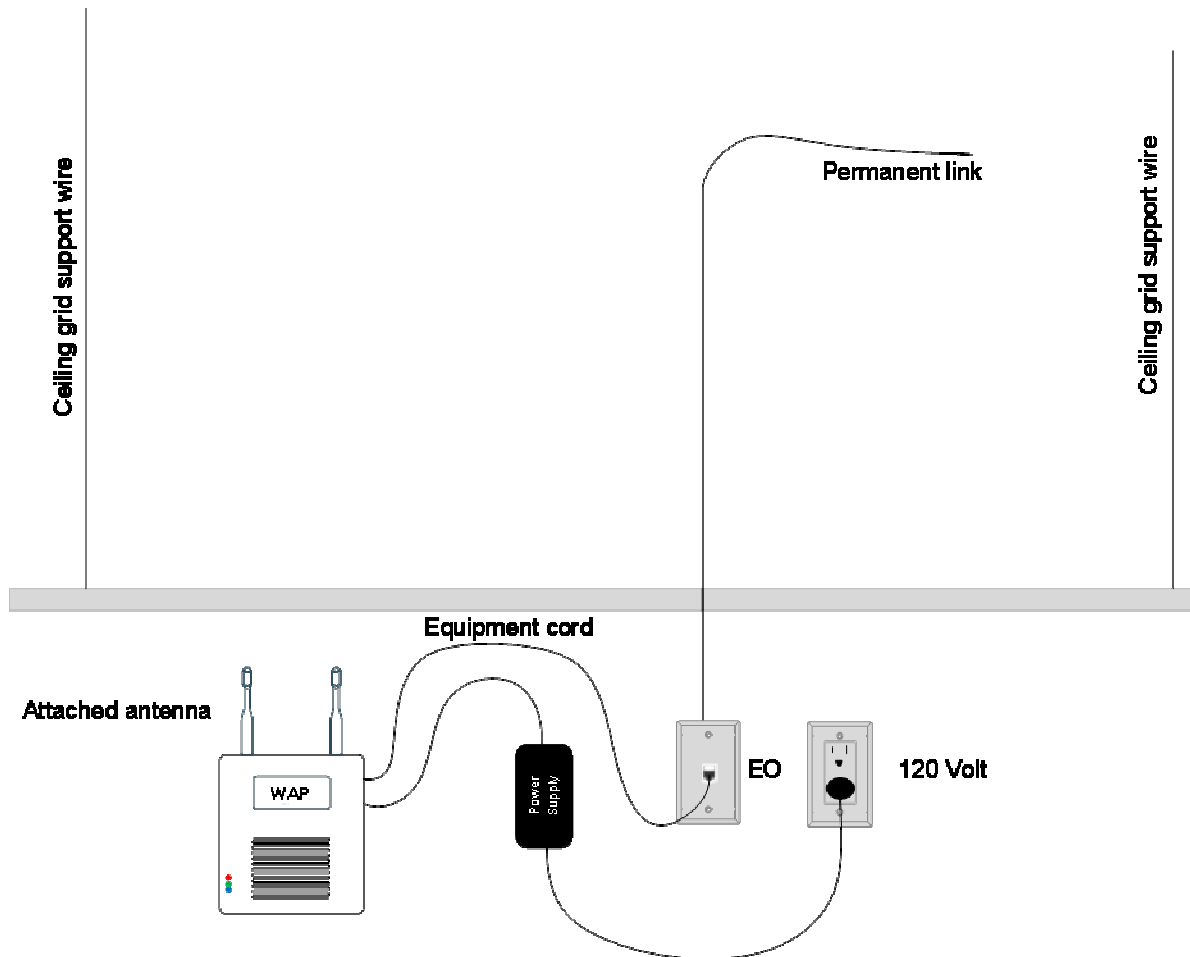 Ceiling grid support wire
Permanent link
Ceiling grid support wire
Equipment cord
Attached antenna
WAP
Power
Supply
EO
120 Volt